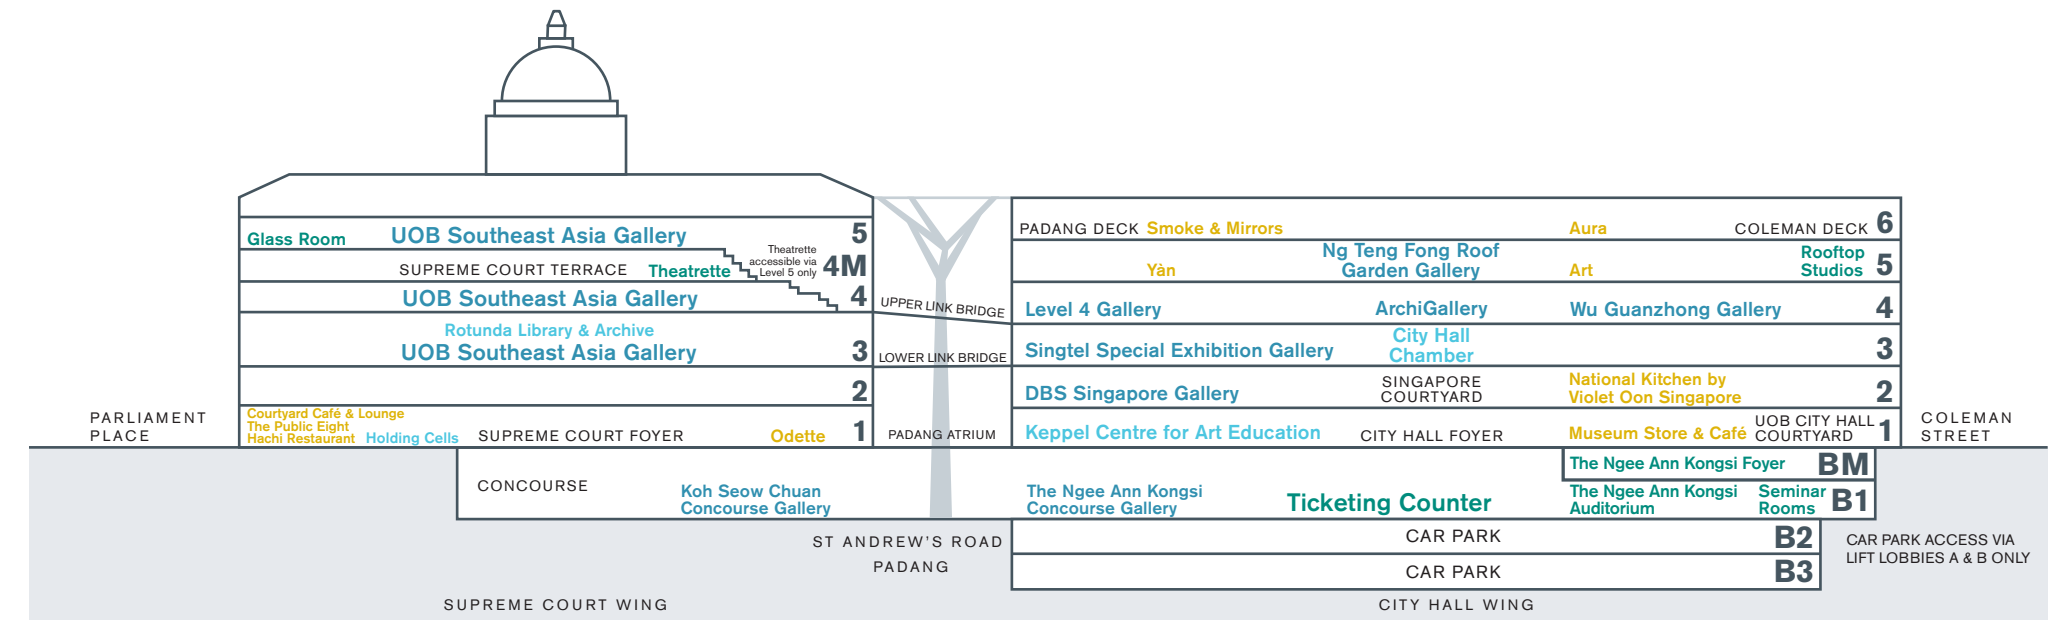 Glass Room
UOB Southeast Asia Gallery
5
SUPREME COURT TERRACE
Theatrette
Theatrette
accessible via
Level 5 only
4M
UOB Southeast Asia Gallery
4
Rotunda Library & Archive
UOB Southeast Asia Gallery
3
2
Courtyard Café & Lounge
The Public Eight
Hachi Restaurant
Holding Cells
SUPREME COURT FOYER
Odette
1
PARLIAMENT
PLACE
UPPER LINK BRIDGE
LOWER LINK BRIDGE
PADANG ATRIUM
PADANG DECK
Smoke & Mirrors
Aura
COLEMAN DECK
6
Yàn
Ng Teng Fong Roof
Garden Gallery
Art
Rooftop
Studios
5
Level 4 Gallery
ArchiGallery
Wu Guanzhong Gallery
4
Singtel Special Exhibition Gallery
City Hall
Chamber
3
DBS Singapore Gallery
SINGAPORE
COURTYARD
National Kitchen by
Violet Oon Singapore
2
Keppel Centre for Art Education
CITY HALL FOYER
Museum Store & Café
UOB CITY HALL
COURTYARD
1
COLEMAN
STREET
The Ngee Ann Kongsi Foyer
BM
CONCOURSE
Koh Seow Chuan
Concourse Gallery
The Ngee Ann Kongsi
Concourse Gallery
Ticketing Counter
The Ngee Ann Kongsi
Auditorium
Seminar
Rooms
B1
ST ANDREW'S ROAD
PADANG
CAR PARK
B2
CAR PARK
B3
CAR PARK ACCESS VIA
LIFT LOBBIES A & B ONLY
SUPREME COURT WING
CITY HALL WING